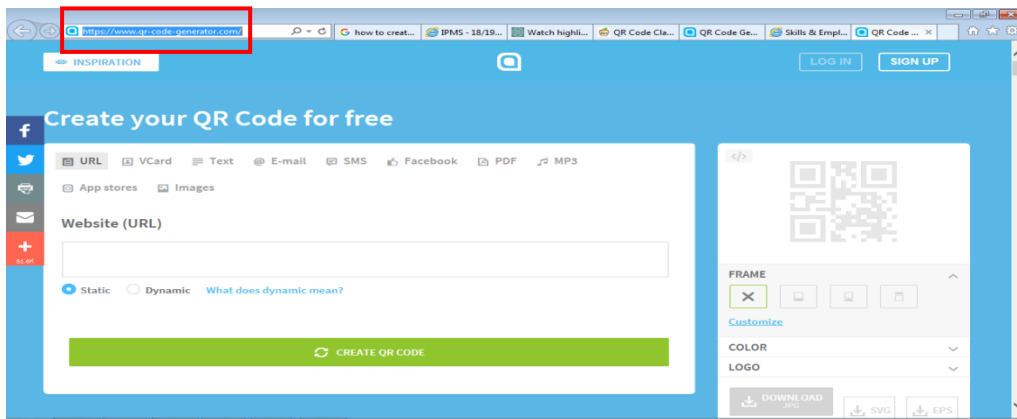 https://www.qr-code-generator.com/
how to creat...
IPMS - 18/19...
Watch highli...
QR Code Cla...
QR Code Ge...
Skills & Empl...
QR Code ...
INSPIRATION
LOG IN
SIGN UP
Create your QR Code for free
URL
VCard
Text
E-mail
SMS
Facebook
PDF
MP3
App stores
Images
Website (URL)
Static
Dynamic
What does dynamic mean?
CREATE QR CODE
FRAME
Customize
COLOR
LOGO
DOWNLOAD
JPG
SVG
EPS